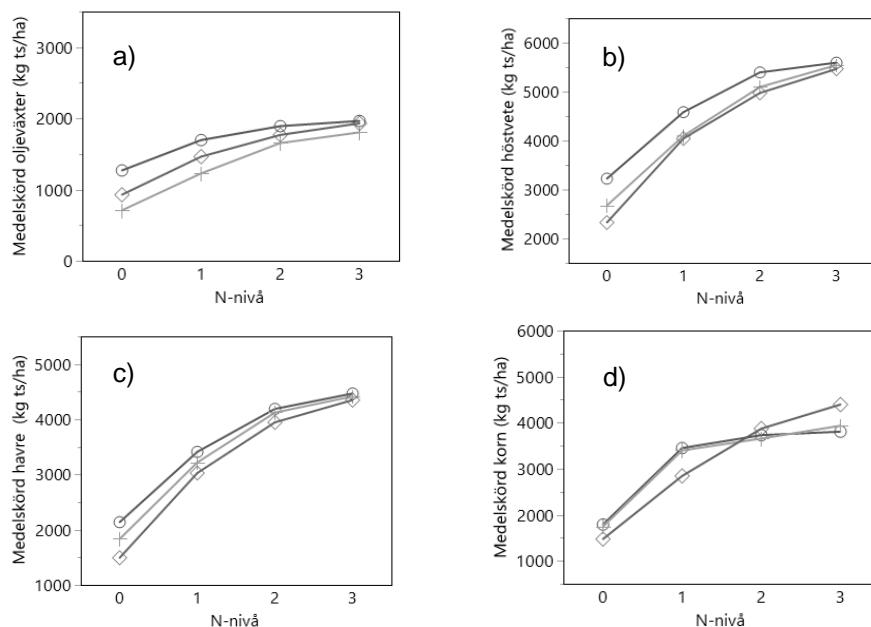 a)
Medelskörd oljeväxter (kg ts/ha)
3000
2000
1000
0
0 1 2 3
N-nivå
b)
Medelskörd höstvete (kg ts/ha)
6000
5000
4000
3000
2000
0 1 2 3
N-nivå
c)
Medelskörd havre (kg ts/ha)
5000
4000
3000
2000
1000
0 1 2 3
N-nivå
d)
Medelskörd korn (kg ts/ha)
6000
5000
4000
3000
2000
1000
0 1 2 3
N-nivå